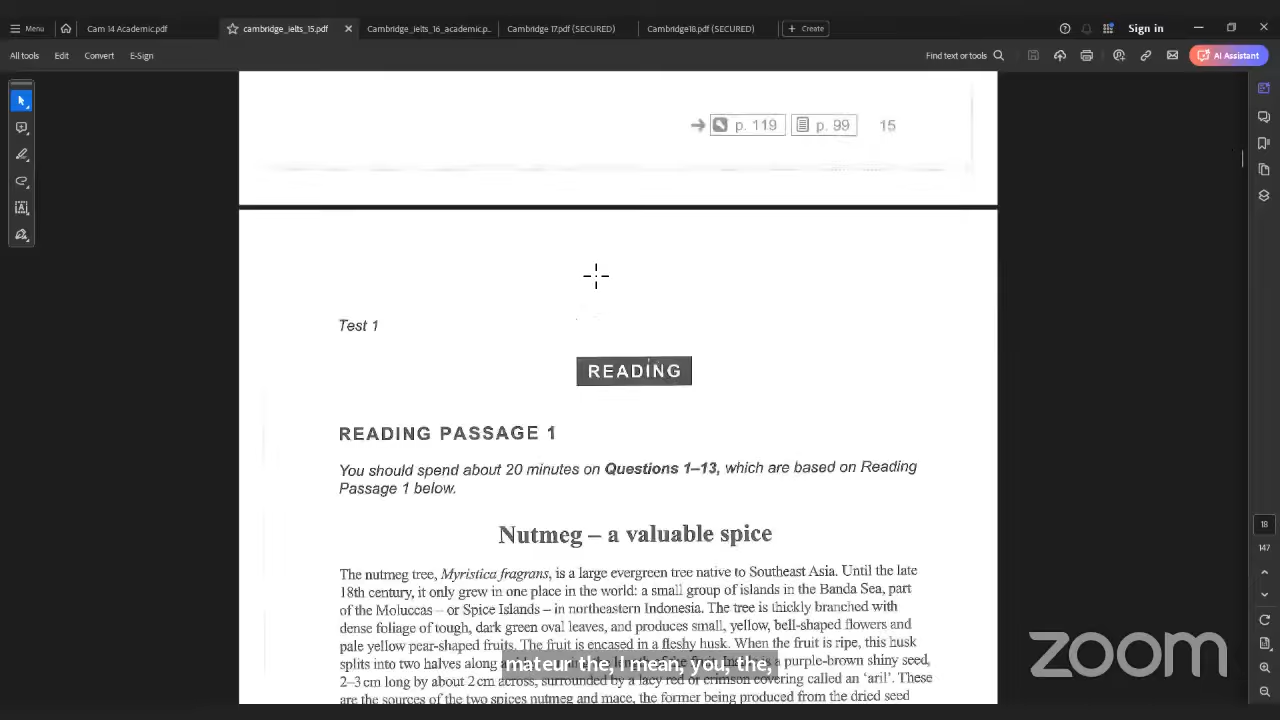 Menu
Cam 14 Academic.pdf
cambridge_ielts_15.pdf
Cambridge_ielts_16_academic.p...
Cambridge 17.pdf (SECURED)
Cambridge18.pdf (SECURED)
+ Create
Sign in
All tools Edit Convert E-Sign
Find text or tools
AI Assistant
p. 119 p. 99 15
Test 1
READING
READING PASSAGE 1
You should spend about 20 minutes on Questions 1–13, which are based on Reading
Passage 1 below.
Nutmeg – a valuable spice
The nutmeg tree, Myristica fragrans, is a large evergreen tree native to Southeast Asia. Until the late
18th century, it only grew in one place in the world: a small group of islands in the Banda Sea, part
of the Moluccas – or Spice Islands – in northeastern Indonesia. The tree is thickly branched with
dense foliage of tough, dark green oval leaves, and produces small, yellow, bell-shaped flowers and
pale yellow pear-shaped fruits. The fruit is encased in a fleshy husk. When the fruit is ripe, this husk
splits into two halves along a purple-brown shiny seed,
mateur the, I mean, you, the,
2–3 cm long by about 2 cm across, surrounded by a lacy red or crimson covering called an ‘aril’. These
are the sources of the two spices nutmeg and mace, the former being produced from the dried seed
18
147
zoom